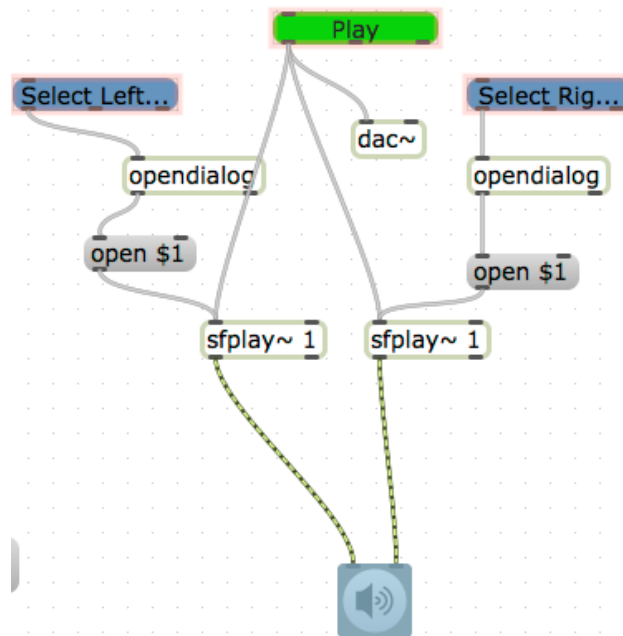 Play
Select Left...
Select Rig...
dac~
opendialog
opendialog
open $1
open $1
sfplay~ 1
sfplay~ 1